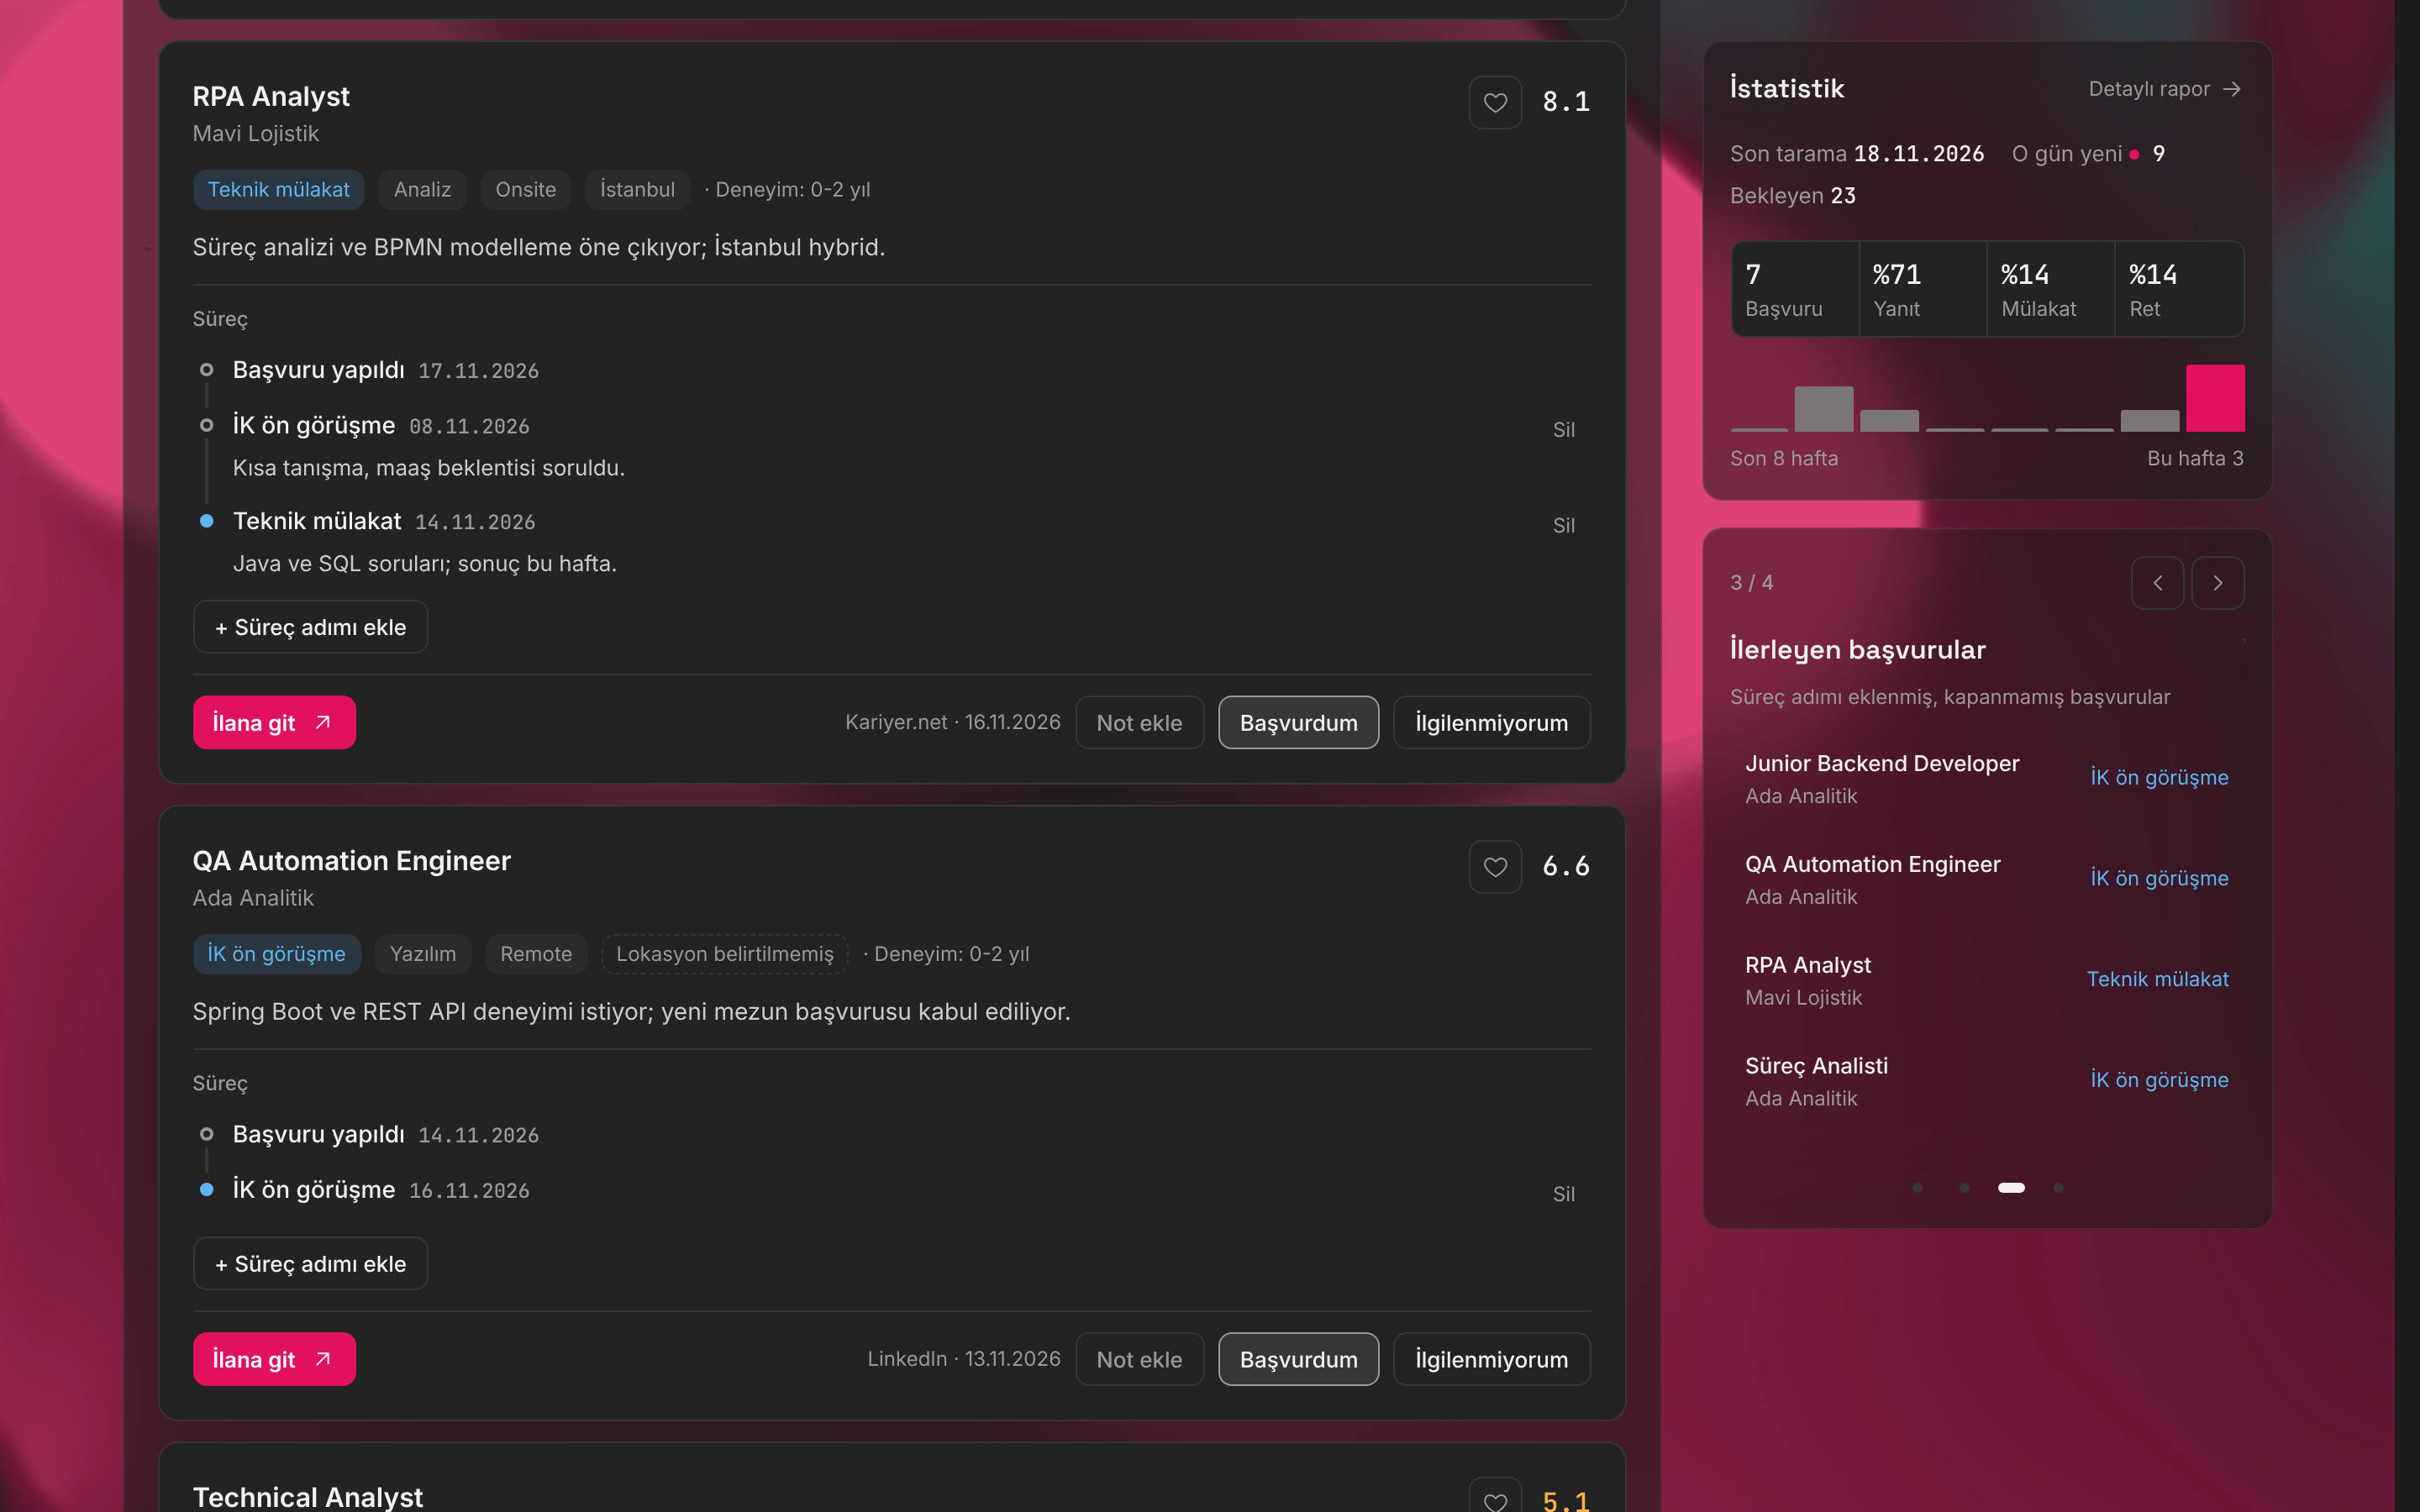 RPA Analyst
8.1
Mavi Lojistik
Teknik mülakat Analiz Onsite İstanbul · Deneyim: 0-2 yıl
Süreç analizi ve BPMN modelleme öne çıkıyor; İstanbul hybrid.
Süreç
Başvuru yapıldı 17.11.2026
İK ön görüşme 08.11.2026
Sil
Kısa tanışma, maaş beklentisi soruldu.
Teknik mülakat 14.11.2026
Sil
Java ve SQL soruları; sonuç bu hafta.
+ Süreç adımı ekle
İlana git Kariyer.net · 16.11.2026 Not ekle Başvurdum İlgilenmiyorum
QA Automation Engineer
6.6
Ada Analitik
İK ön görüşme Yazılım Remote Lokasyon belirtilmemiş · Deneyim: 0-2 yıl
Spring Boot ve REST API deneyimi istiyor; yeni mezun başvurusu kabul ediliyor.
Süreç
Başvuru yapıldı 14.11.2026
İK ön görüşme 16.11.2026
Sil
+ Süreç adımı ekle
İlana git LinkedIn · 13.11.2026 Not ekle Başvurdum İlgilenmiyorum
Technical Analyst
5.1
İstatistik
Detaylı rapor →
Son tarama 18.11.2026 O gün yeni 9
Bekleyen 23
7 %71 %14 %14
Başvuru Yanıt Mülakat Ret
Son 8 hafta Bu hafta 3
3 / 4
İlerleyen başvurular
Süreç adımı eklenmiş, kapanmamış başvurular
Junior Backend Developer
İK ön görüşme
Ada Analitik
QA Automation Engineer
İK ön görüşme
Ada Analitik
RPA Analyst
Teknik mülakat
Mavi Lojistik
Süreç Analisti
İK ön görüşme
Ada Analitik